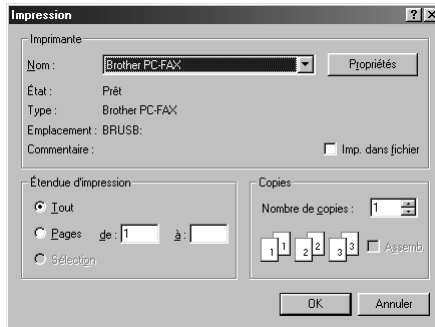 Impression
Imprimante
Nom : Brother PC-FAX Propriétés
État : Prêt
Type : Brother PC-FAX
Emplacement : BRUSB:
Commentaire : Imp. dans fichier
Étendue d'impression
Tout
Pages de : 1 à :
Sélection
Copies
Nombre de copies : 1
1 1 2 2 3 3 Assemb
OK Annuler